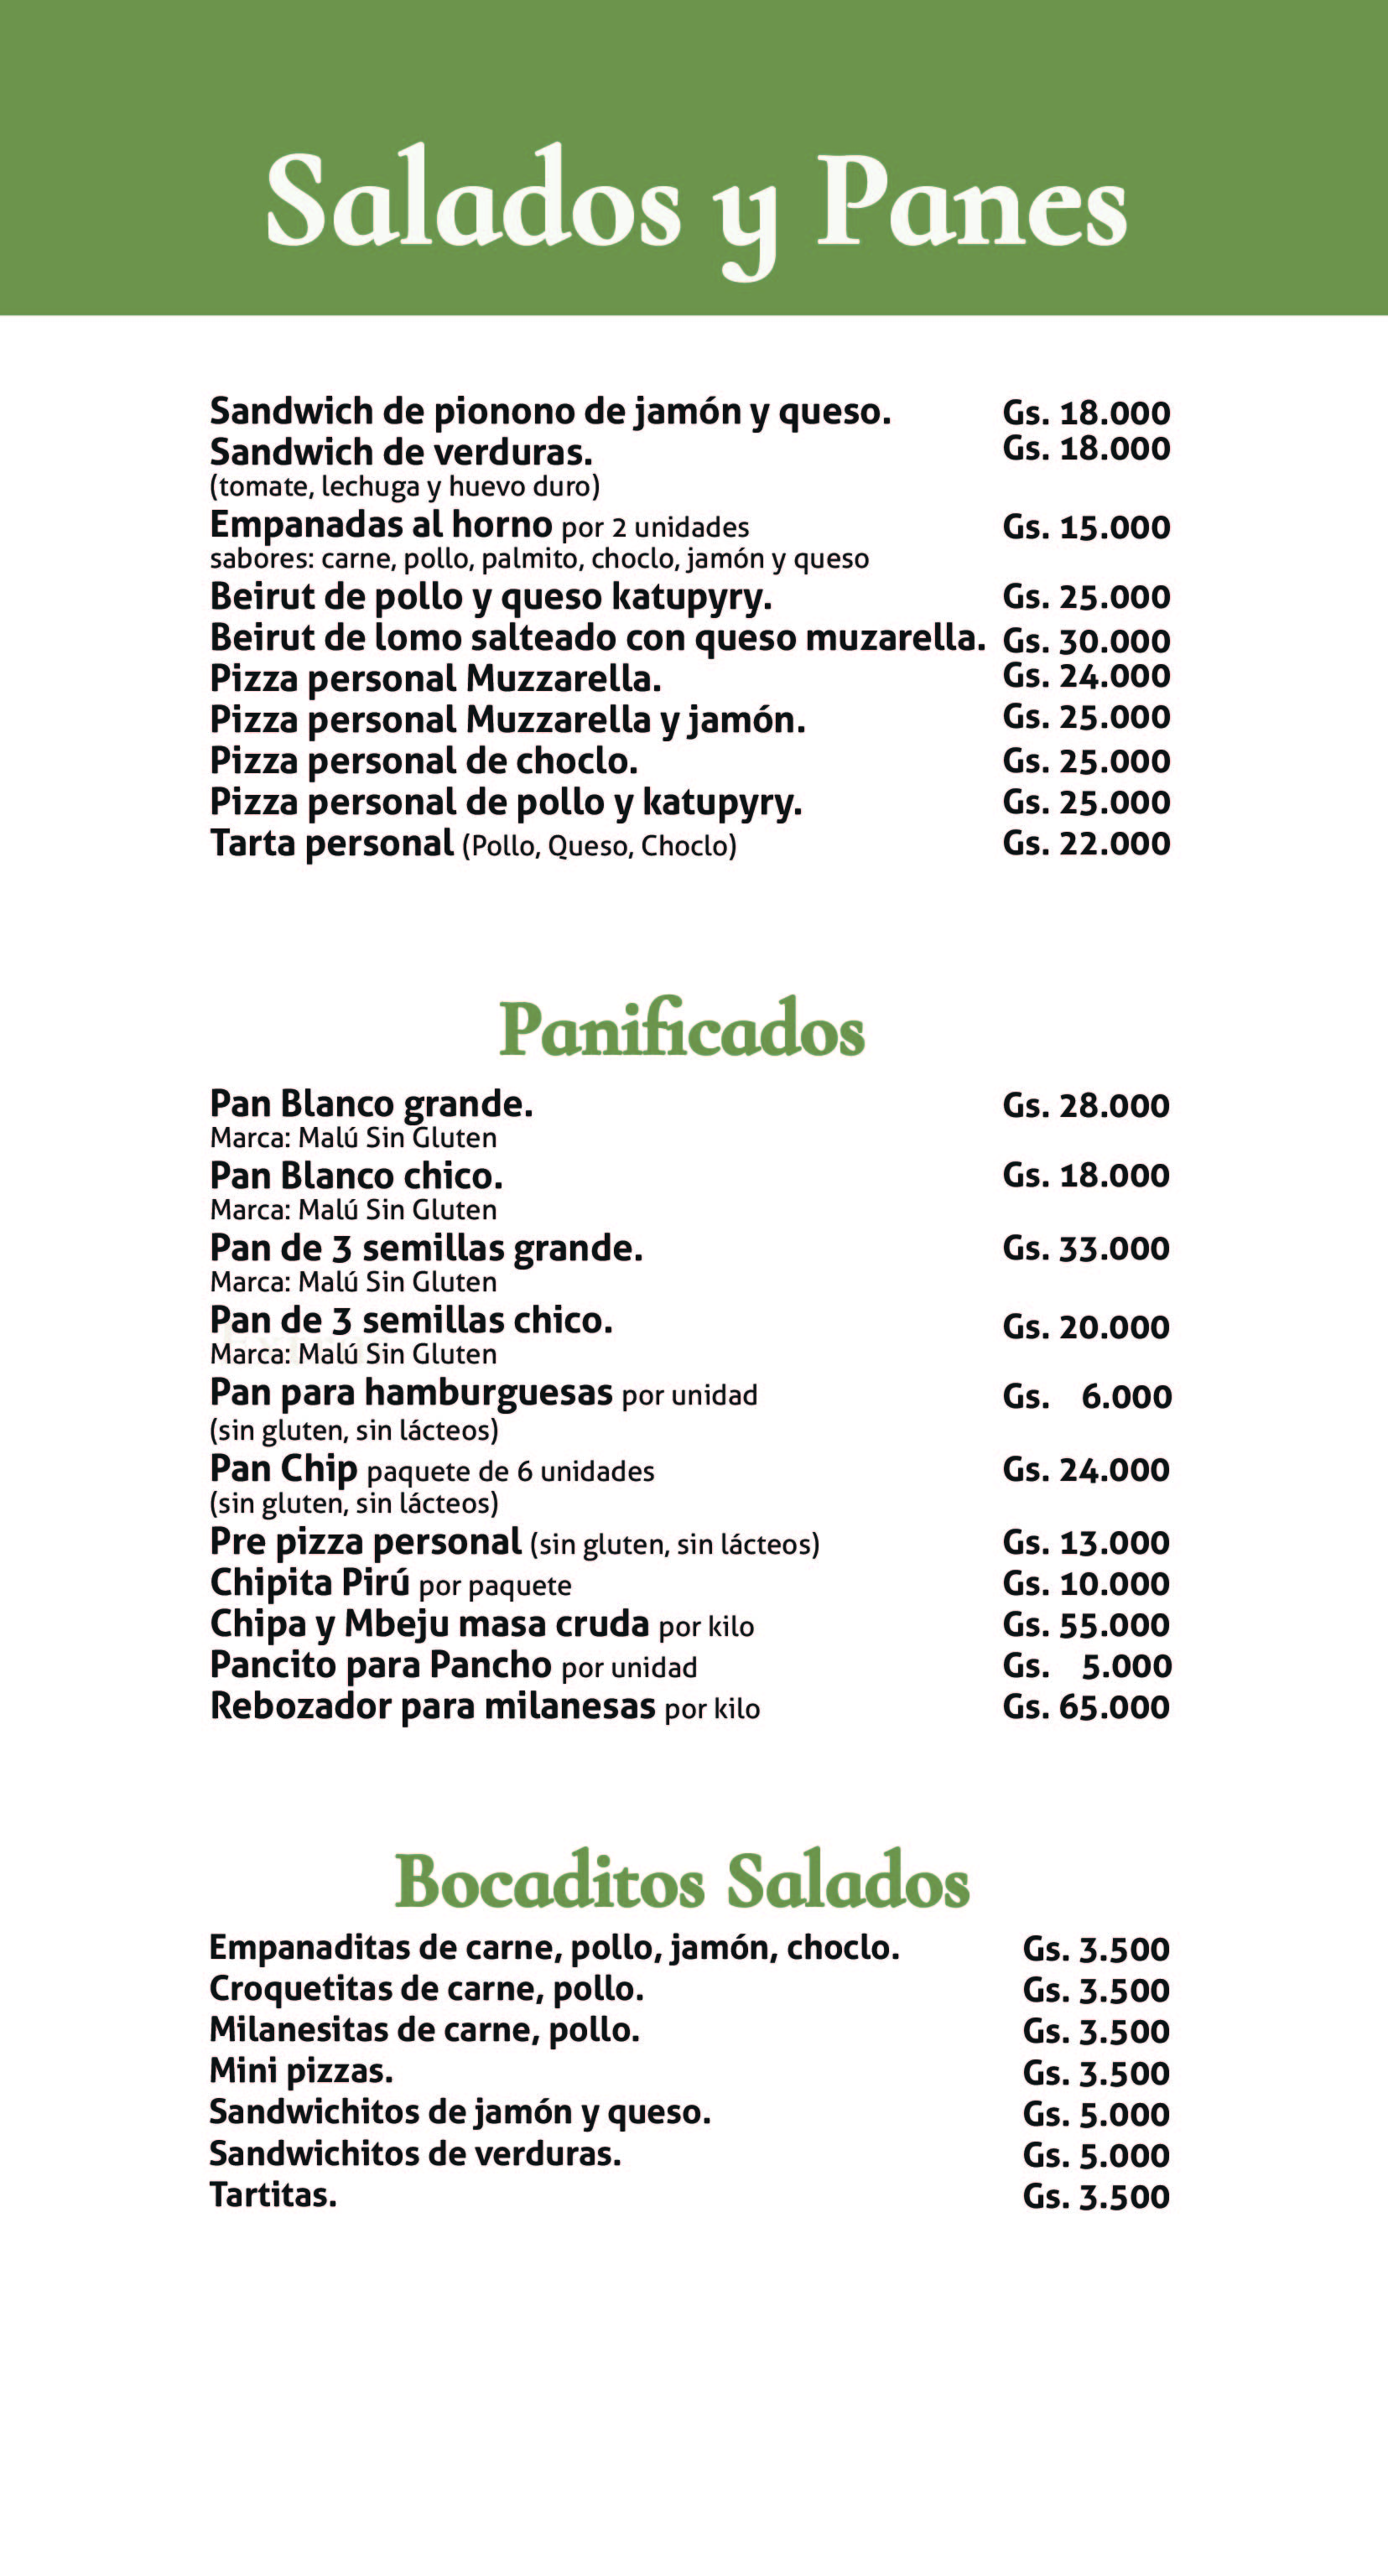 Salados y Panes
Sandwich de pionono de jamón y queso. Gs. 18.000
Sandwich de verduras. Gs. 18.000
(tomate, lechuga y huevo duro)
Empanadas al horno por 2 unidades Gs. 15.000
sabores: carne, pollo, palmito, choclo, jamón y queso
Beirut de pollo y queso katupyry. Gs. 25.000
Beirut de lomo salteado con queso muzarella. Gs. 30.000
Pizza personal Muzzarella. Gs. 24.000
Pizza personal Muzzarella y jamón. Gs. 25.000
Pizza personal de choclo. Gs. 25.000
Pizza personal de pollo y katupyry. Gs. 25.000
Tarta personal (Pollo, Queso, Choclo) Gs. 22.000
Panificados
Pan Blanco grande. Gs. 28.000
Marca: Malú Sin Gluten
Pan Blanco chico. Gs. 18.000
Marca: Malú Sin Gluten
Pan de 3 semillas grande. Gs. 33.000
Marca: Malú Sin Gluten
Pan de 3 semillas chico. Gs. 20.000
Marca: Malú Sin Gluten
Pan para hamburguesas por unidad Gs. 6.000
(sin gluten, sin lácteos)
Pan Chip paquete de 6 unidades Gs. 24.000
(sin gluten, sin lácteos)
Pre pizza personal (sin gluten, sin lácteos) Gs. 13.000
Chipita Pirú por paquete Gs. 10.000
Chipa y Mbeju masa cruda por kilo Gs. 55.000
Pancito para Pancho por unidad Gs. 5.000
Rebozador para milanesas por kilo Gs. 65.000
Bocaditos Salados
Empanaditas de carne, pollo, jamón, choclo. Gs. 3.500
Croquetitas de carne, pollo. Gs. 3.500
Milanesitas de carne, pollo. Gs. 3.500
Mini pizzas. Gs. 3.500
Sandwichitos de jamón y queso. Gs. 5.000
Sandwichitos de verduras. Gs. 5.000
Tartitas. Gs. 3.500